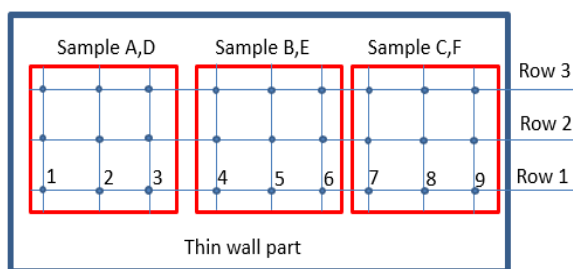 Sample A,D
Sample B,E
Sample C,F
Row 3
Row 2
1 2 3 4 5 6 7 8 9
Row 1
Thin wall part